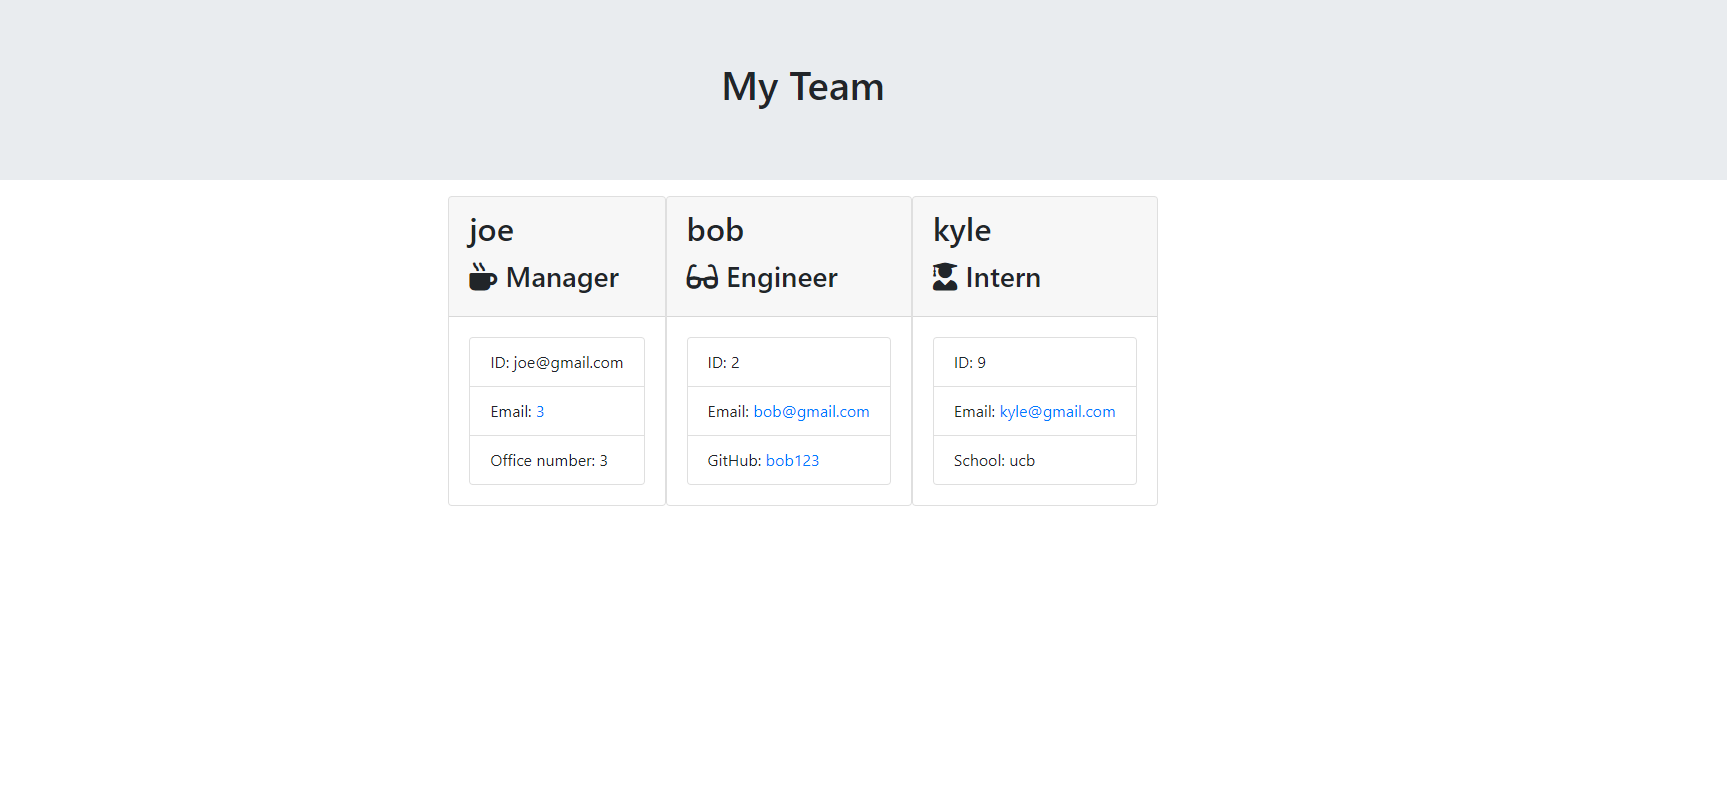 My Team
joe
Manager
ID: joe@gmail.com
Email: 3
Office number: 3
bob
Engineer
ID: 2
Email: bob@gmail.com
GitHub: bob123
kyle
Intern
ID: 9
Email: kyle@gmail.com
School: ucb